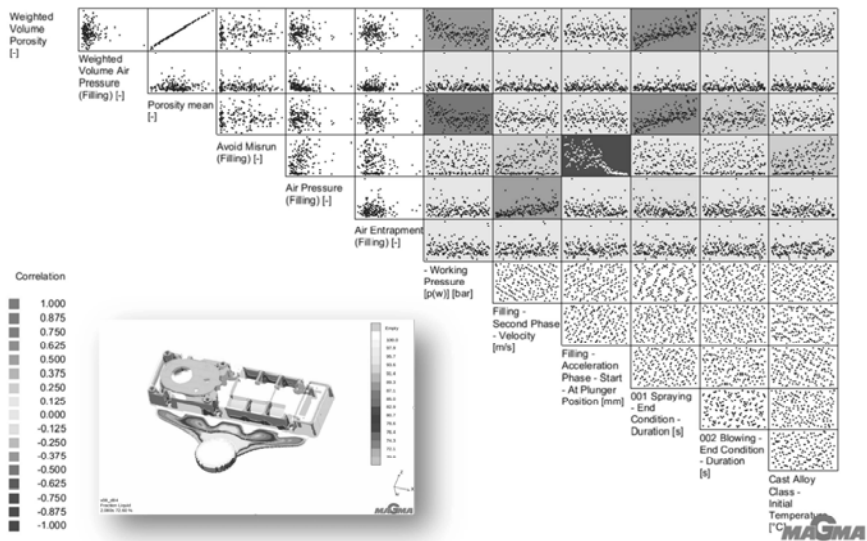 Weighted
Volume
Porosity
[-]
Weighted
Volume Air
Pressure
(Filling) [-]
Porosity mean
[-]
Avoid Misrun
(Filling) [-]
Air Pressure
(Filling) [-]
Air Entrapment
(Filling) [-]
- Working
Pressure
[p(w)] [bar]
Filling -
Second Phase
- Velocity
[m/s]
Filling -
Acceleration
Phase - Start
- At Plunger
Position [mm]
001 Spraying
- End
Condition -
Duration [s]
002 Blowing -
End Condition
- Duration
[s]
Cast Alloy
Class -
Initial
Temperature
[°C]
Correlation
1.000
0.875
0.750
0.625
0.500
0.375
0.250
0.125
0.000
-0.125
-0.250
-0.375
-0.500
-0.625
-0.750
-0.875
-1.000
Empty
Fraction Liquid
MAGMA
MAGMA